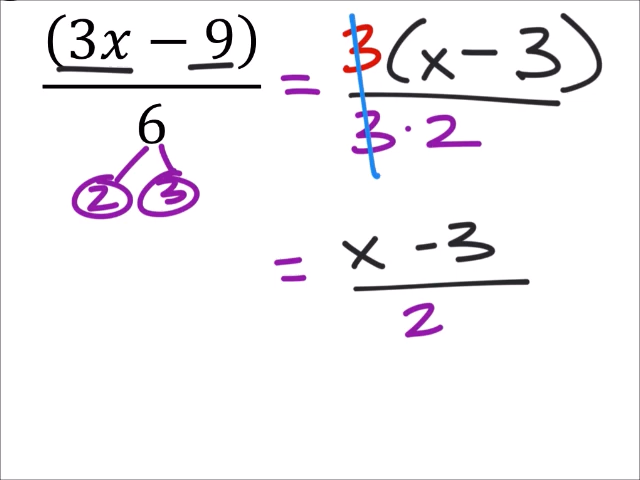 (3x − 9) = 3(x − 3)
6 3 · 2
2 3
= x - 3
2